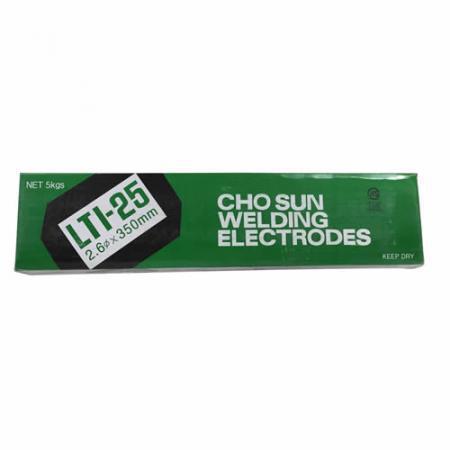 NET 5kgs
LTI-25
2.6ø×350mm
CHO SUN
WELDING
ELECTRODES
KEEP DRY